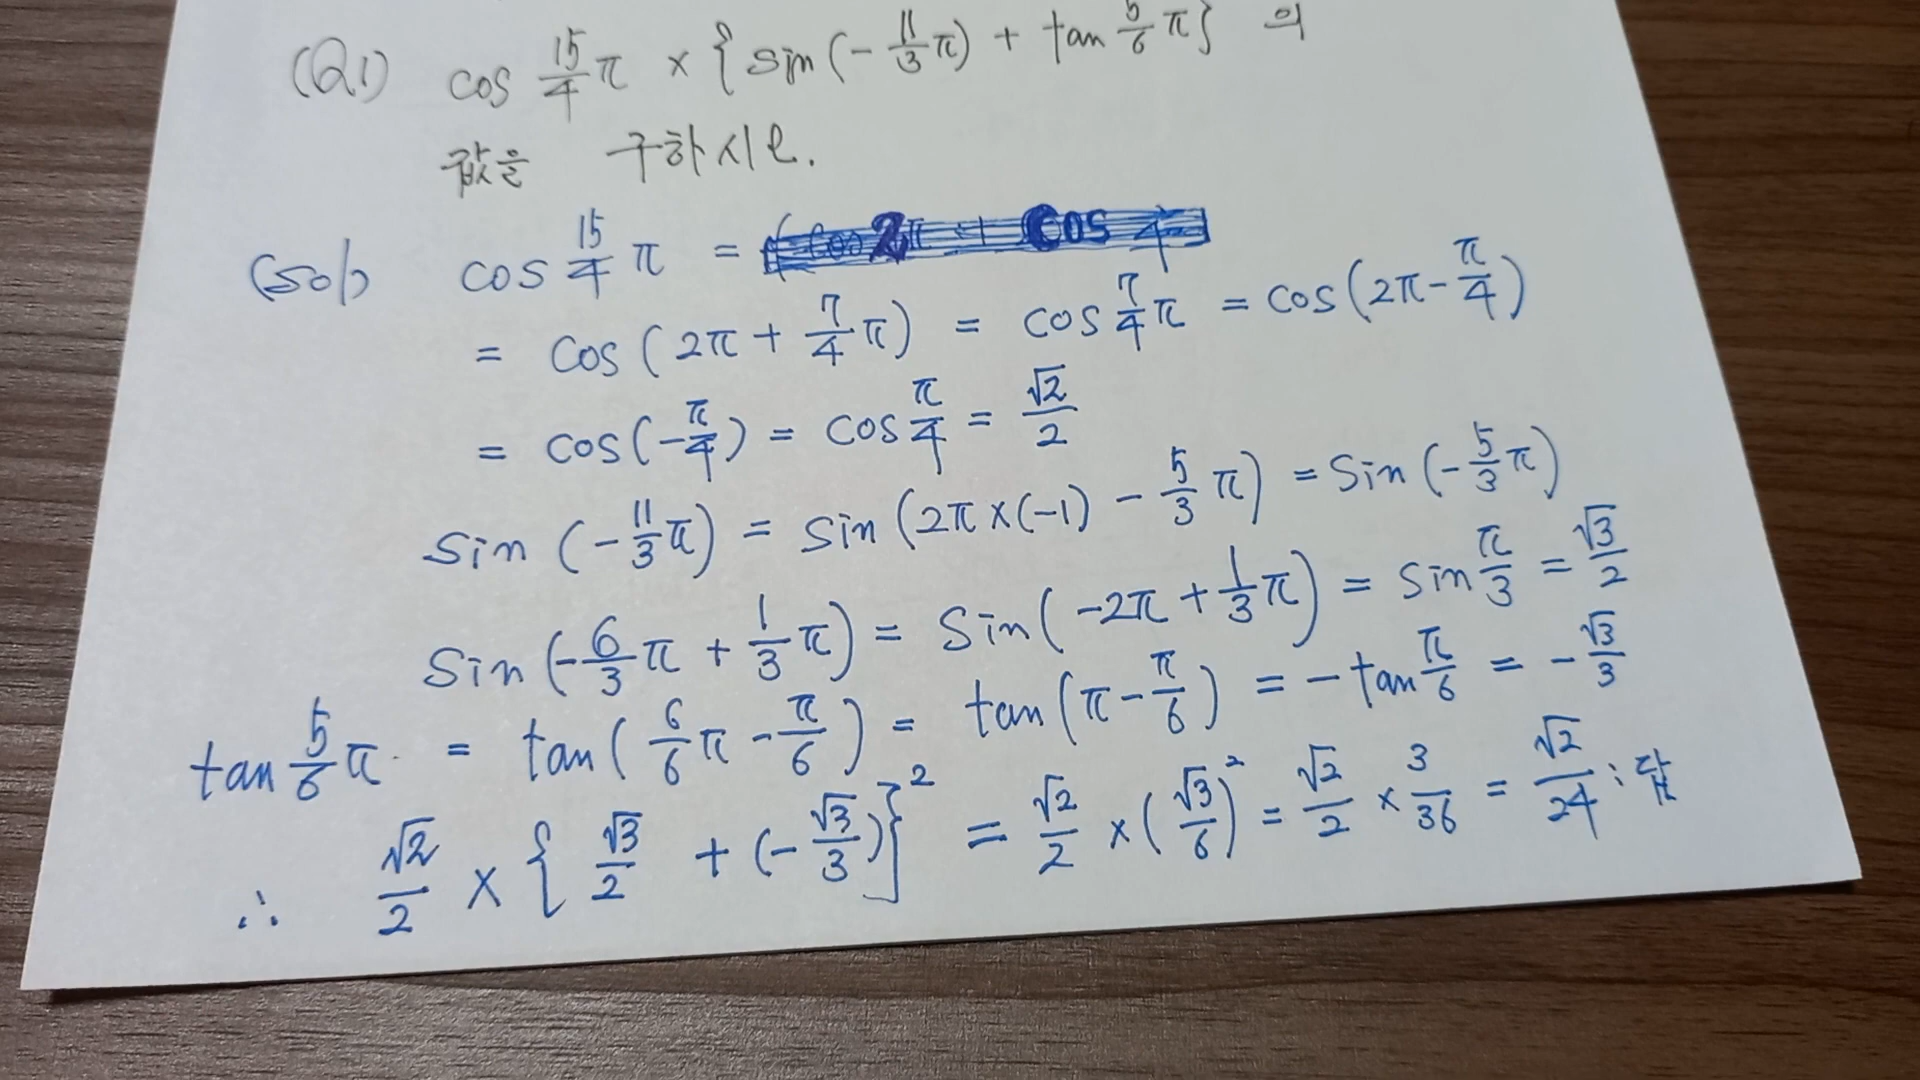 (Q1) cos 15/4 π × {sin(-11/3 π) + tan 5/6 π} 의
값은 구하시오.
(sol) cos 15/4 π =
= cos(2π + 7/4 π) = cos 7/4 π = cos(2π - π/4)
= cos(-π/4) = cos π/4 = √2/2
sin(-11/3 π) = sin(2π×(-1) - 5/3 π) = sin(-5/3 π)
sin(-6/3 π + 1/3 π) = sin(-2π + 1/3 π) = sin π/3 = √3/2
tan 5/6 π = tan(6/6 π - π/6) = tan(π - π/6) = -tan π/6 = -√3/3
∴ √2/2 × {√3/2 + (-√3/3)}² = √2/2 × (√3/6)² = √2/2 × 3/36 = √2/24 : 답